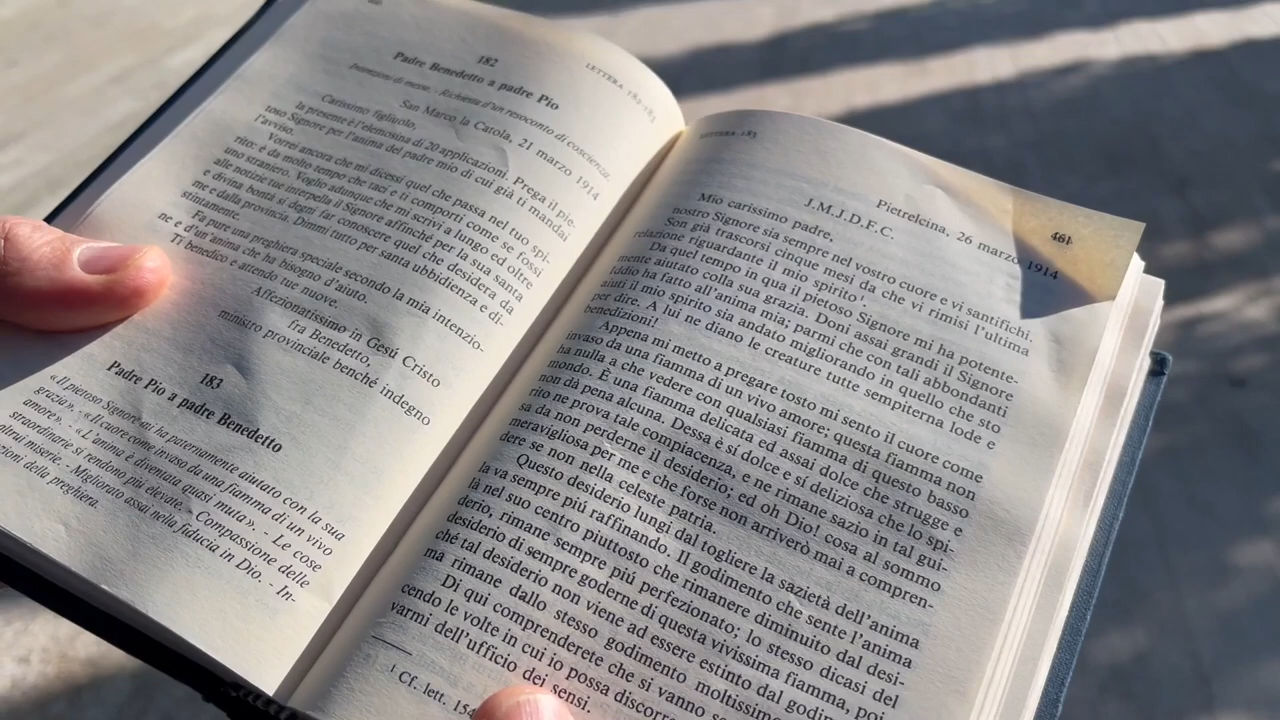 LETTERA 182-183
182
Padre Benedetto a padre Pio
Intenzioni di messe. - Richiesta d'un resoconto di coscienza.
San Marco la Catola, 21 marzo 1914
Carissimo figliuolo,
la presente è l'elemosina di 20 applicazioni. Prega il pie-
toso Signore per l'anima del padre mio di cui già ti mandai
l'avviso.
Vorrei ancora che mi dicessi quel che passa nel tuo spi-
rito: è da molto tempo che taci e ti comporti come se fossi
uno straniero. Voglio adunque che mi scrivi a lungo ed oltre
alle notizie tue interpella il Signore affinché per la sua santa
e divina bontà si degni far conoscere quel che desidera da
me e dalla provincia. Dimmi tutto per santa ubbidienza e di-
stintamente.
Fa pure una preghiera speciale secondo la mia intenzio-
ne e d'un'anima che ha bisogno d'aiuto.
Ti benedico e attendo tue nuove.
Affezionatissimo in Gesú Cristo
fra Benedetto,
ministro provinciale benché indegno
183
Padre Pio a padre Benedetto
«Il pietoso Signore mi ha paternamente aiutato con la sua
grazia». - «Il cuore come invaso da una fiamma di un vivo
amore». - «L'anima è divenuta quasi muta». - Le cose
straordinarie si rendono piú elevate. - Compassione delle
altrui miserie. - Migliorato assai nella fiducia in Dio. - In-
zioni della preghiera.
LETTERA 183
461
Pietrelcina, 26 marzo 1914
J.M.J.D.F.C.
Mio carissimo padre,
nostro Signore sia sempre nel vostro cuore e vi santifichi.
Son già trascorsi cinque mesi da che vi rimisi l'ultima
relazione riguardante il mio spirito¹.
Da quel tempo in qua il pietoso Signore mi ha potente-
mente aiutato colla sua grazia. Doni assai grandi il Signore
Iddio ha fatto all'anima mia; parmi che con tali abbondanti
aiuti il mio spirito sia andato migliorando in quello che sto
per dire. A lui ne diano le creature tutte sempiterna lode e
benedizioni!
Appena mi metto a pregare tosto mi sento il cuore come
invaso da una fiamma di un vivo amore; questa fiamma non
ha nulla a che vedere con qualsiasi fiamma di questo basso
mondo. È una fiamma delicata ed assai dolce che strugge e
non dà pena alcuna. Dessa è sí dolce e sí deliziosa che lo spi-
rito ne prova tale compiacenza, e ne rimane sazio in tal gui-
sa da non perderne il desiderio; ed oh Dio! cosa al sommo
meravigliosa per me e che forse non arriverò mai a compren-
dere se non nella celeste patria.
Questo desiderio lungi dal togliere la sazietà dell'anima
la va sempre piú raffinando. Il godimento che sente l'anima
là nel suo centro piuttosto che rimanere diminuito dal desi-
derio, rimane sempre piú perfezionato; lo stesso dicasi del
desiderio di sempre goderne di questa vivissima fiamma, poi
ché tal desiderio non viene ad essere estinto dal godim
ma rimane dallo stesso godimento moltissimo
Di qui comprenderete che si vanno se
cendo le volte in cui io possa discorre
varmi dell'ufficio dei sensi.
¹ Cf. lett. 154